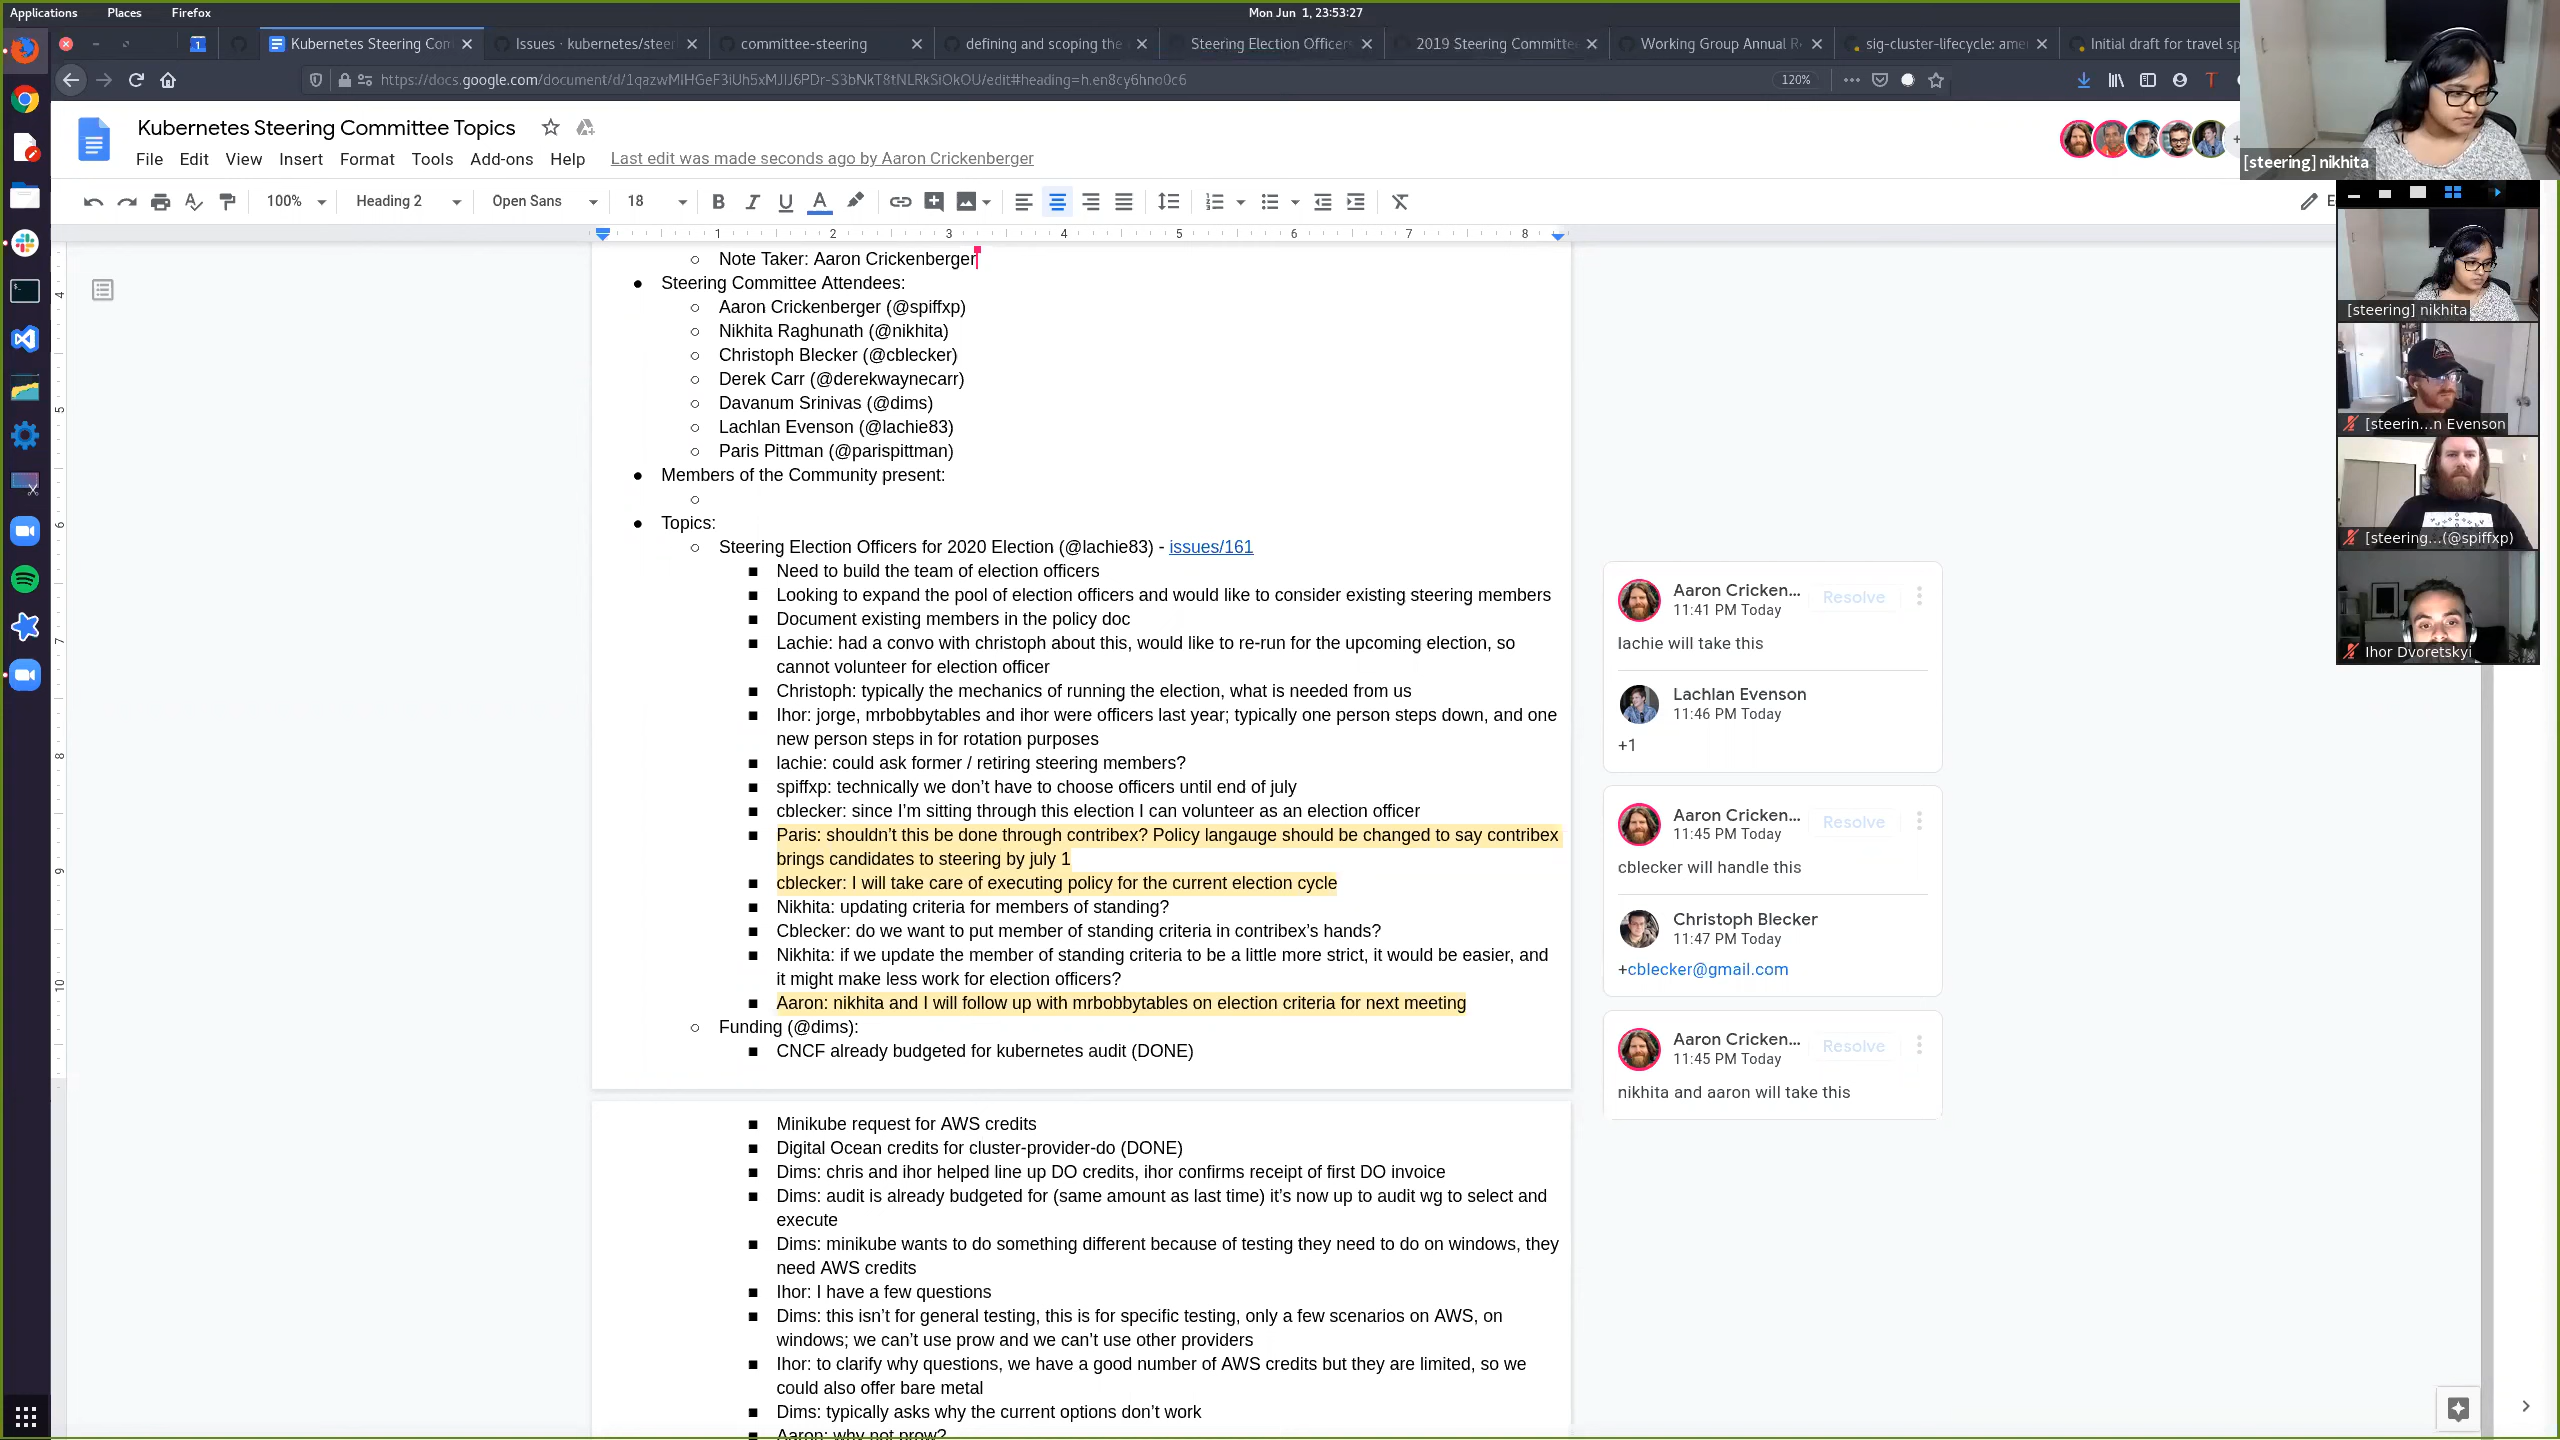 Applications Places Firefox Mon Jun 1, 23:53:27
Kubernetes Steering Com
Issues · kubernetes/steer
committee-steering
defining and scoping the
Steering Election Officers
2019 Steering Committe
Working Group Annual R
sig-cluster-lifecycle: ame
Initial draft for travel sp
120%
Kubernetes Steering Committee Topics
File Edit View Insert Format Tools Add-ons Help Last edit was made seconds ago by Aaron Crickenberger
100% Heading 2 Open Sans 18 B I U A
1 2 3 4 5 6 7 8
Note Taker: Aaron Crickenberger
Steering Committee Attendees:
Aaron Crickenberger (@spiffxp)
Nikhita Raghunath (@nikhita)
Christoph Blecker (@cblecker)
Derek Carr (@derekwaynecarr)
Davanum Srinivas (@dims)
Lachlan Evenson (@lachie83)
Paris Pittman (@parispittman)
Members of the Community present:
Topics:
Steering Election Officers for 2020 Election (@lachie83) - issues/161
Need to build the team of election officers
Looking to expand the pool of election officers and would like to consider existing steering members
Document existing members in the policy doc
Lachie: had a convo with christoph about this, would like to re-run for the upcoming election, so
cannot volunteer for election officer
Christoph: typically the mechanics of running the election, what is needed from us
Ihor: jorge, mrbobbytables and ihor were officers last year; typically one person steps down, and one
new person steps in for rotation purposes
lachie: could ask former / retiring steering members?
spiffxp: technically we don’t have to choose officers until end of july
cblecker: since I’m sitting through this election I can volunteer as an election officer
Paris: shouldn’t this be done through contribex? Policy langauge should be changed to say contribex
brings candidates to steering by july 1
cblecker: I will take care of executing policy for the current election cycle
Nikhita: updating criteria for members of standing?
Cblecker: do we want to put member of standing criteria in contribex’s hands?
Nikhita: if we update the member of standing criteria to be a little more strict, it would be easier, and
it might make less work for election officers?
Aaron: nikhita and I will follow up with mrbobbytables on election criteria for next meeting
Funding (@dims):
CNCF already budgeted for kubernetes audit (DONE)
Minikube request for AWS credits
Digital Ocean credits for cluster-provider-do (DONE)
Dims: chris and ihor helped line up DO credits, ihor confirms receipt of first DO invoice
Dims: audit is already budgeted for (same amount as last time) it’s now up to audit wg to select and
execute
Dims: minikube wants to do something different because of testing they need to do on windows, they
need AWS credits
Ihor: I have a few questions
Dims: this isn’t for general testing, this is for specific testing, only a few scenarios on AWS, on
windows; we can’t use prow and we can’t use other providers
Ihor: to clarify why questions, we have a good number of AWS credits but they are limited, so we
could also offer bare metal
Dims: typically asks why the current options don’t work
Aaron: why not prow?
Aaron Cricken... Resolve
11:41 PM Today
lachie will take this
Lachlan Evenson
11:46 PM Today
+1
Aaron Cricken... Resolve
11:45 PM Today
cblecker will handle this
Christoph Blecker
11:47 PM Today
+cblecker@gmail.com
Aaron Cricken... Resolve
11:45 PM Today
nikhita and aaron will take this
[steering] nikhita
[steering] nikhita
[steerin...n Evenson
[steering...(@spiffxp)
Ihor Dvoretskyi
4
5
6
7
8
9
10